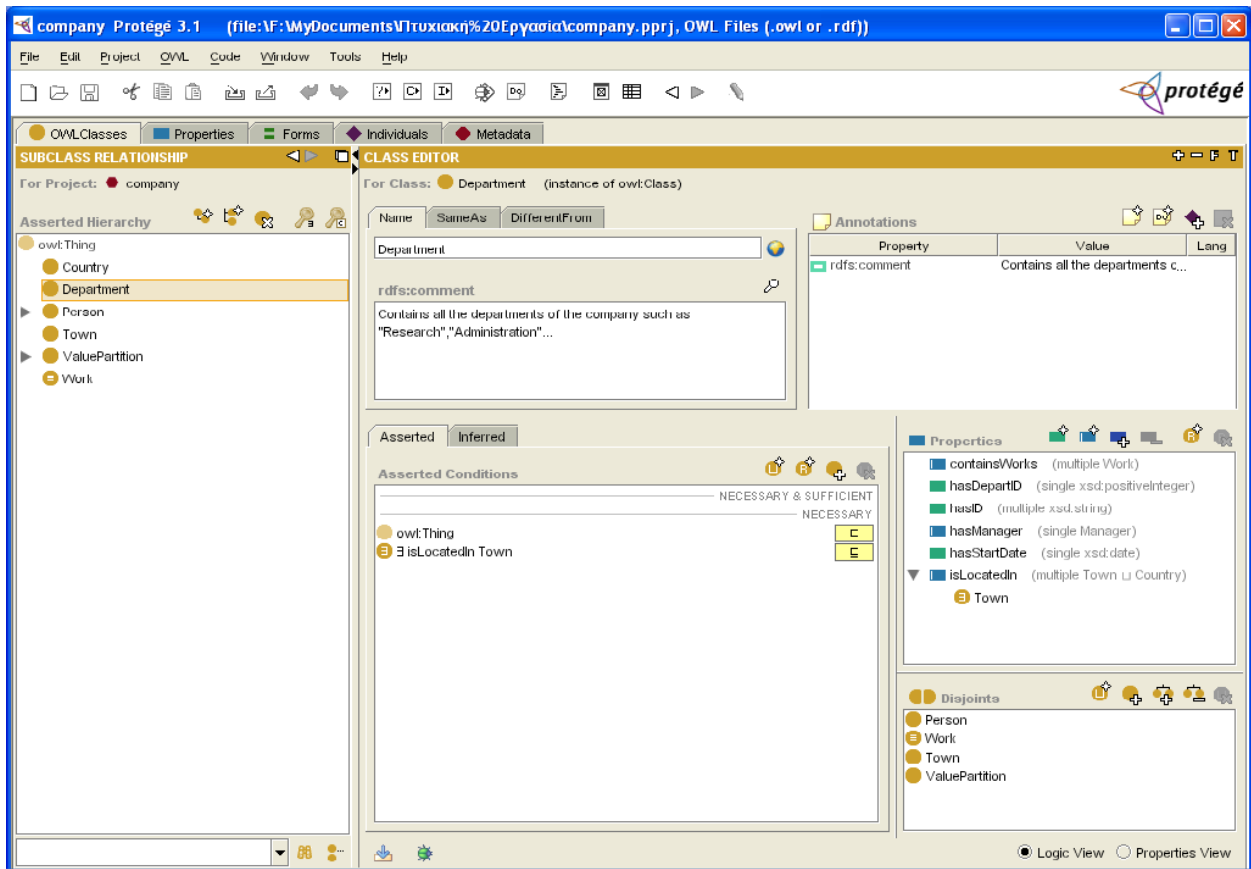 company Protégé 3.1 (file:\F:\MyDocuments\Πτυχιακή%20Εργασία\company.pprj, OWL Files (.owl or .rdf))
File Edit Project OWL Code Window Tools Help
protégé
OWLClasses Properties Forms Individuals Metadata
SUBCLASS RELATIONSHIP
For Project: company
Asserted Hierarchy
owl:Thing
Country
Department
Person
Town
ValuePartition
Work
CLASS EDITOR
For Class: Department (instance of owl:Class)
Name SameAs DifferentFrom
Department
rdfs:comment
Contains all the departments of the company such as
"Research","Administration"...
Annotations
Property Value Lang
rdfs:comment Contains all the departments c...
Asserted Inferred
Asserted Conditions
NECESSARY & SUFFICIENT
NECESSARY
owl:Thing ⊏
∃ isLocatedIn Town ⊑
Properties
containsWorks (multiple Work)
hasDepartID (single xsd:positiveInteger)
hasID (multiple xsd:string)
hasManager (single Manager)
hasStartDate (single xsd:date)
isLocatedIn (multiple Town ⊔ Country)
Town
Disjoints
Person
Work
Town
ValuePartition
Logic View Properties View